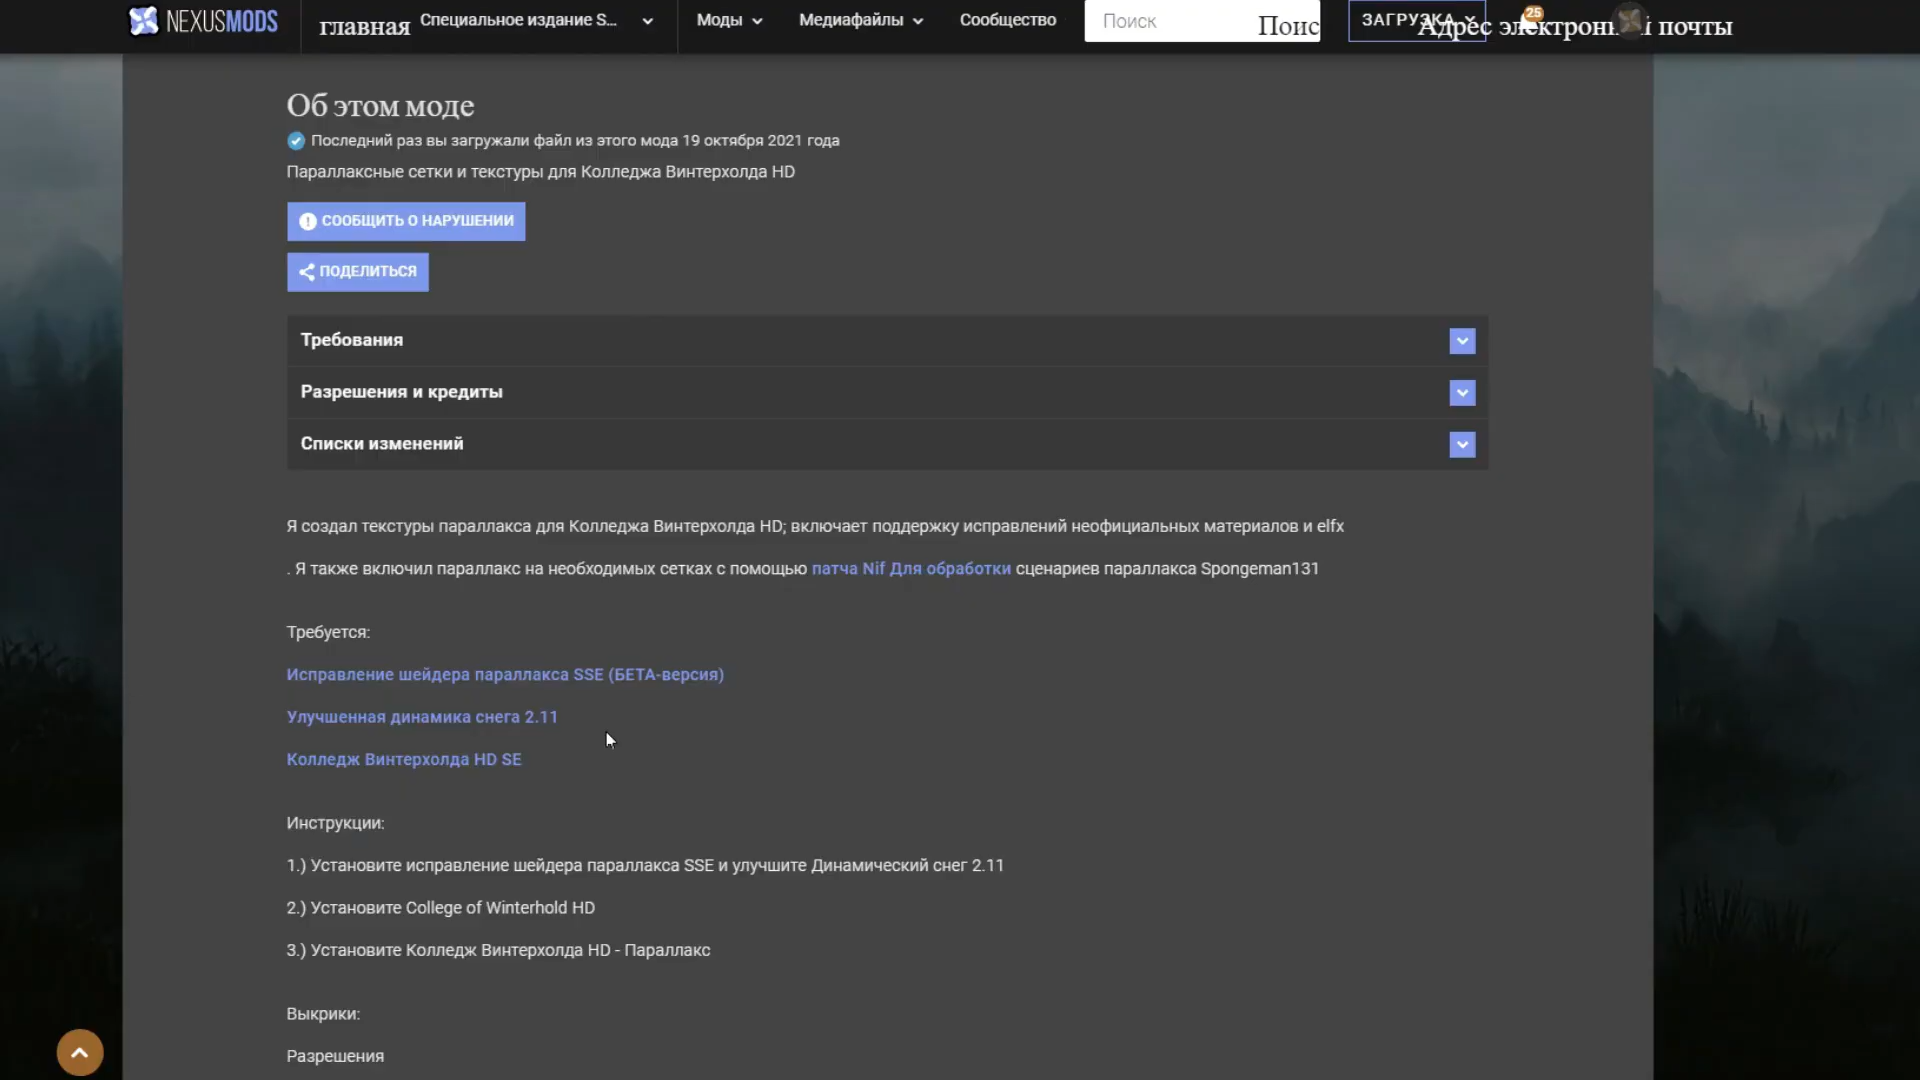 NEXUSMODS главная Специальное издание S... Моды Медиафайлы Сообщество Поиск Поис ЗАГРУЗКА 25 Адрес почты
Об этом моде
Последний раз вы загружали файл из этого мода 19 октября 2021 года
Параллаксные сетки и текстуры для Колледжа Винтерхолда HD
СООБЩИТЬ О НАРУШЕНИИ
ПОДЕЛИТЬСЯ
Требования
Разрешения и кредиты
Списки изменений
Я создал текстуры параллакса для Колледжа Винтерхолда HD; включает поддержку исправлений неофициальных материалов и elfx
. Я также включил параллакс на необходимых сетках с помощью патча Nif Для обработки сценариев параллакса Spongeman131
Требуется:
Исправление шейдера параллакса SSE (БЕТА-версия)
Улучшенная динамика снега 2.11
Колледж Винтерхолда HD SE
Инструкции:
1.) Установите исправление шейдера параллакса SSE и улучшите Динамический снег 2.11
2.) Установите College of Winterhold HD
3.) Установите Колледж Винтерхолда HD - Параллакс
Выкрики:
Разрешения